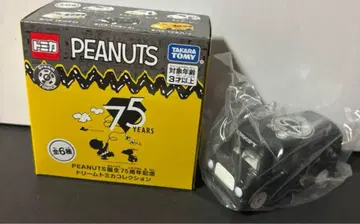 トミカ
PEANUTS
TAKARA TOMY
対象年齢
3才以上
75
YEARS
全6種
PEANUTS誕生75周年記念
ドリームトミカコレクション